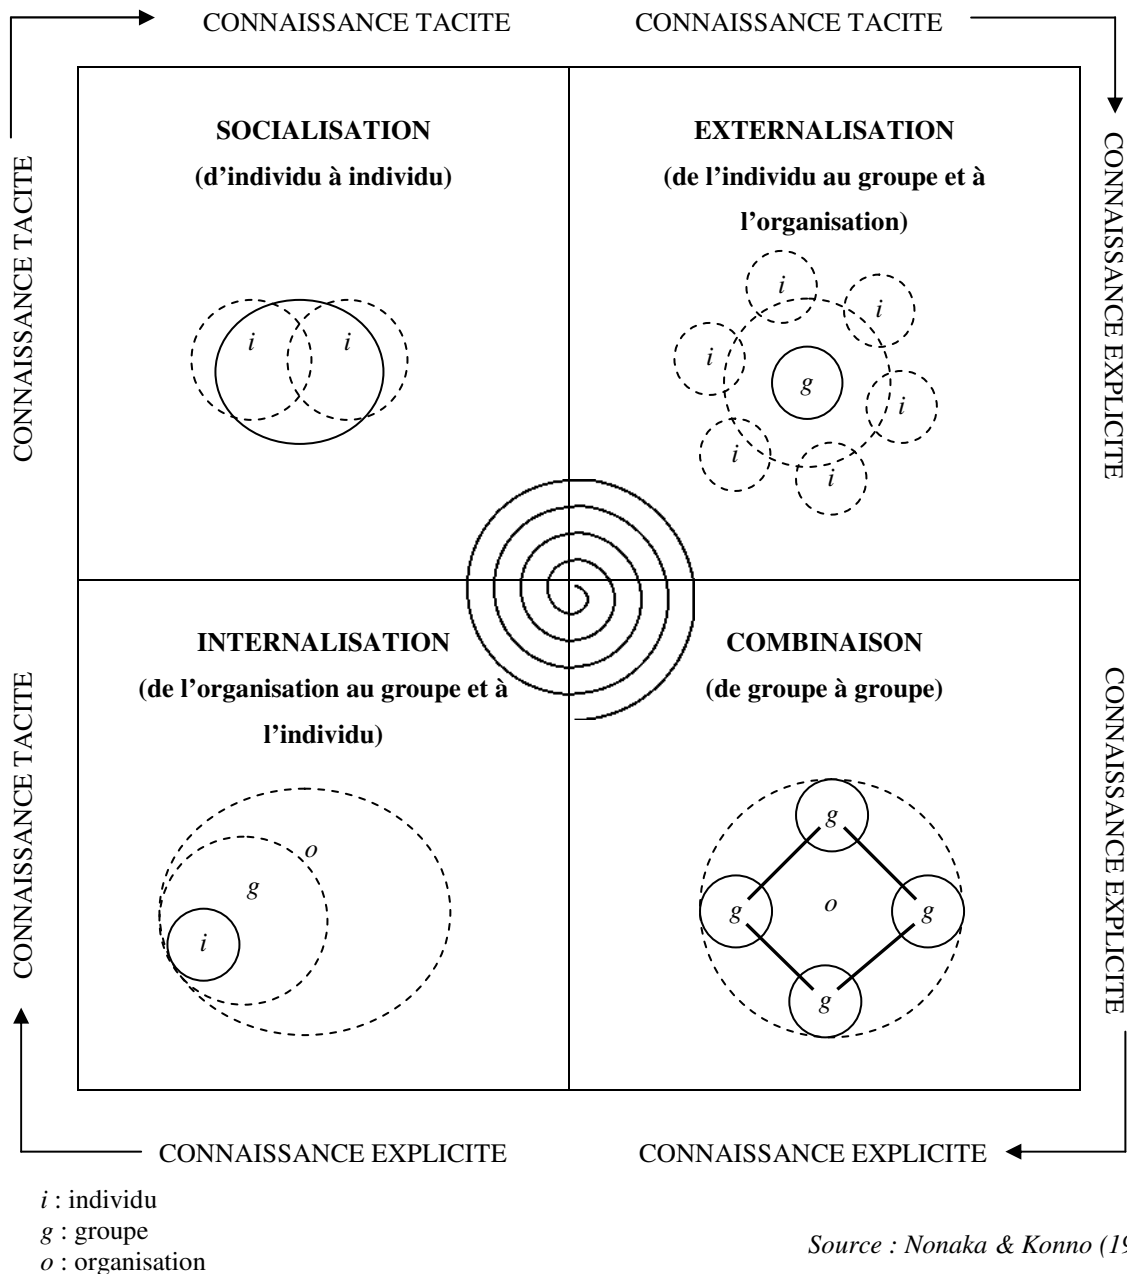 CONNAISSANCE TACITE
CONNAISSANCE TACITE
CONNAISSANCE TACITE
SOCIALISATION
(d’individu à individu)
i
i
EXTERNALISATION
(de l’individu au groupe et à
l’organisation)
i
i
i
g
i
i
i
CONNAISSANCE EXPLICITE
CONNAISSANCE TACITE
INTERNALISATION
(de l’organisation au groupe et à
l’individu)
o
g
i
COMBINAISON
(de groupe à groupe)
g
g
o
g
g
CONNAISSANCE EXPLICITE
CONNAISSANCE EXPLICITE
CONNAISSANCE EXPLICITE
i : individu
g : groupe
o : organisation
Source : Nonaka & Konno (19